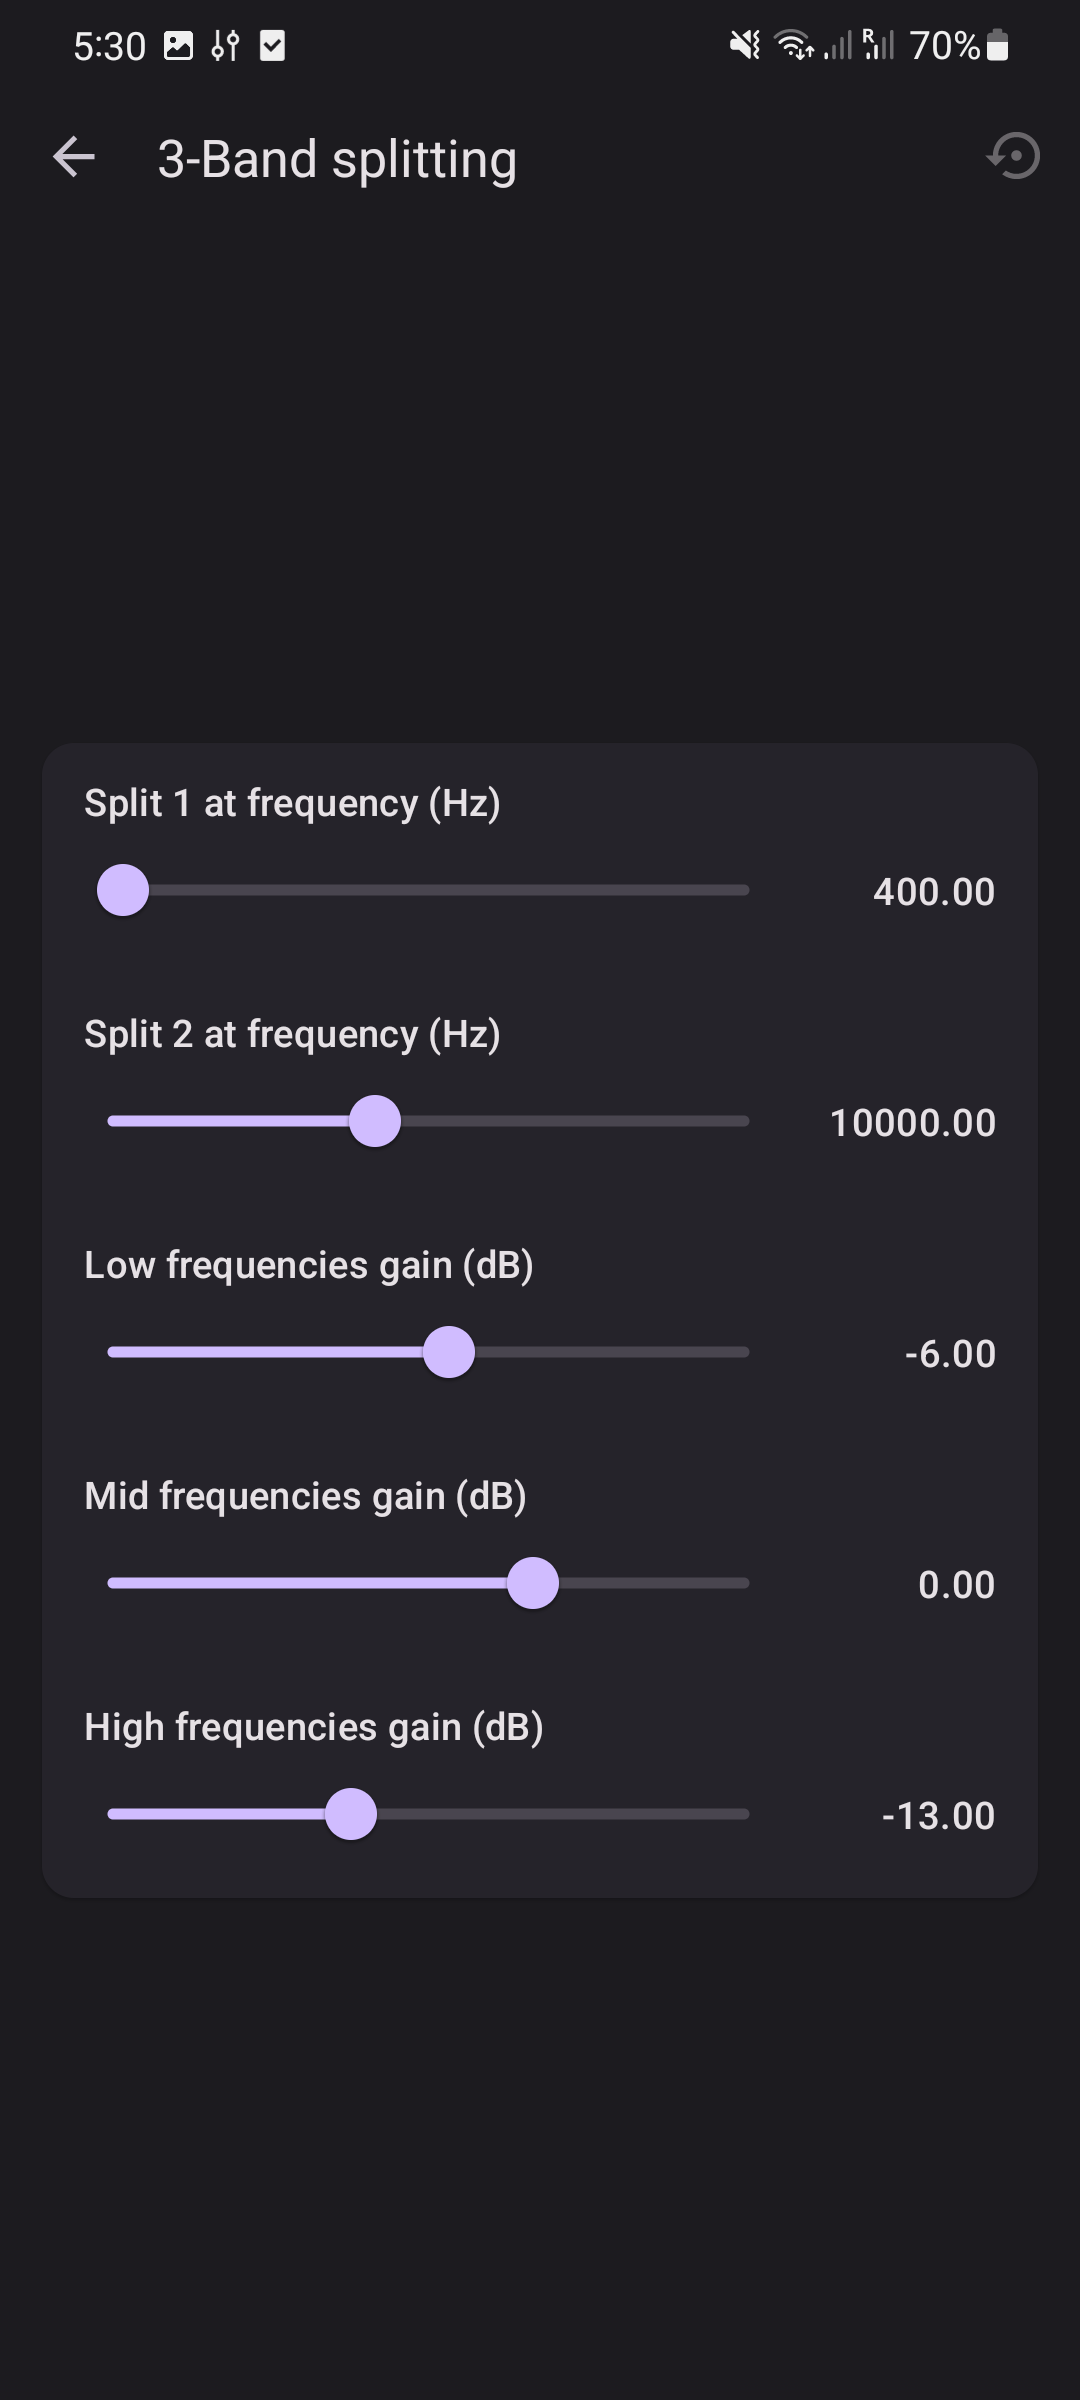 5:30
R
70%
3-Band splitting
Split 1 at frequency (Hz)
400.00
Split 2 at frequency (Hz)
10000.00
Low frequencies gain (dB)
-6.00
Mid frequencies gain (dB)
0.00
High frequencies gain (dB)
-13.00